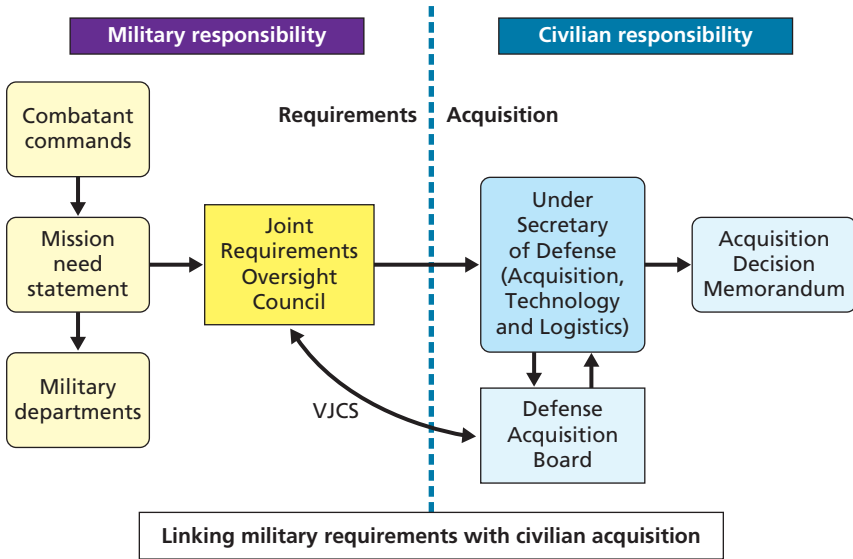 Military responsibility
Civilian responsibility
Requirements
Acquisition
Combatant
commands
Mission
need
statement
Military
departments
Joint
Requirements
Oversight
Council
Under
Secretary
of Defense
(Acquisition,
Technology
and Logistics)
Acquisition
Decision
Memorandum
VJCS
Defense
Acquisition
Board
Linking military requirements with civilian acquisition